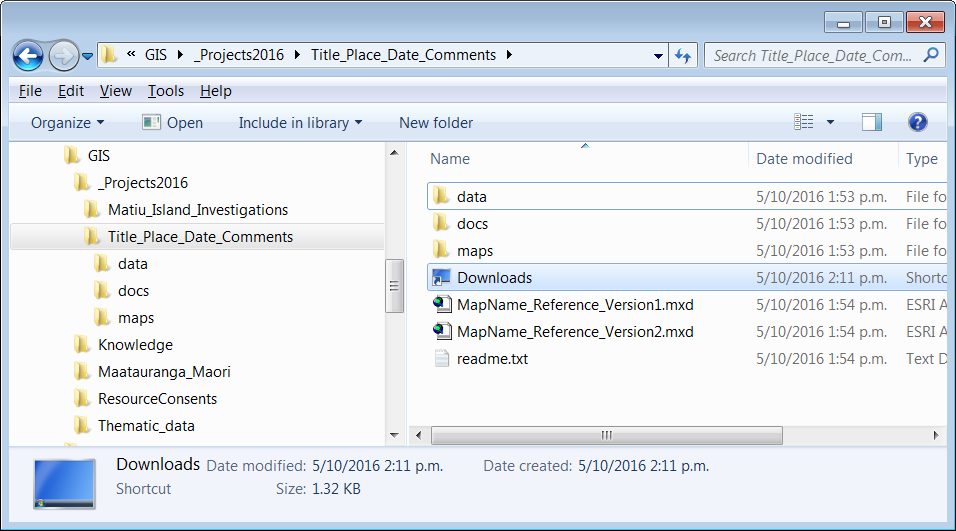 « GIS ▸ _Projects2016 ▸ Title_Place_Date_Comments ▸
Search Title_Place_Date_Com...
File Edit View Tools Help
Organize Open Include in library New folder
GIS
_Projects2016
Matiu_Island_Investigations
Title_Place_Date_Comments
data
docs
maps
Knowledge
Maatauranga_Maori
ResourceConsents
Thematic_data
Name Date modified Type
data 5/10/2016 1:53 p.m. File fo
docs 5/10/2016 1:53 p.m. File fo
maps 5/10/2016 1:53 p.m. File fo
Downloads 5/10/2016 2:11 p.m. Shortc
MapName_Reference_Version1.mxd 5/10/2016 1:54 p.m. ESRI A
MapName_Reference_Version2.mxd 5/10/2016 1:54 p.m. ESRI A
readme.txt 5/10/2016 1:54 p.m. Text D
Downloads Date modified: 5/10/2016 2:11 p.m. Date created: 5/10/2016 2:11 p.m.
Shortcut Size: 1.32 KB